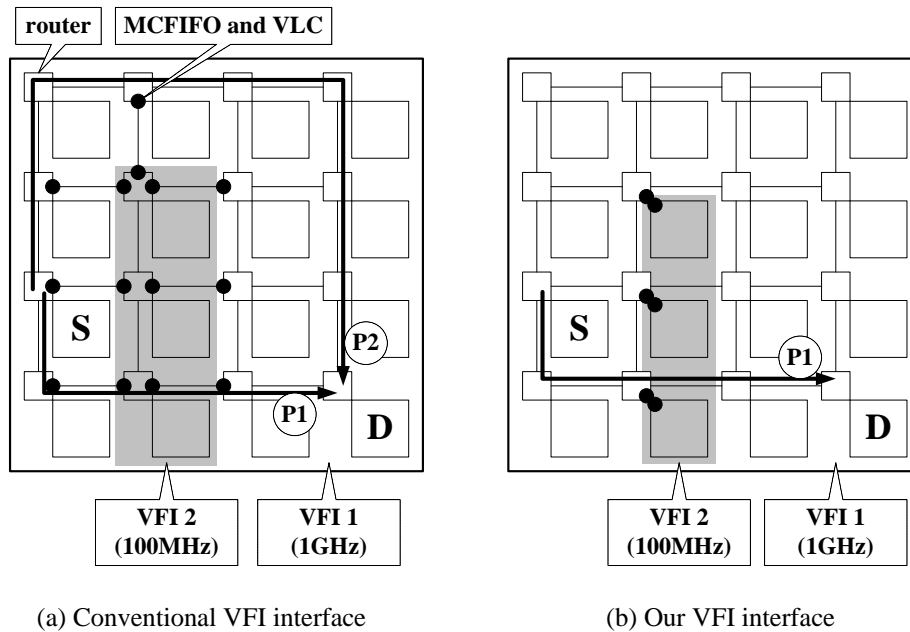 router
MCFIFO and VLC
S
P2
P1
D
VFI 2
(100MHz)
VFI 1
(1GHz)
(a) Conventional VFI interface
S
P1
D
VFI 2
(100MHz)
VFI 1
(1GHz)
(b) Our VFI interface